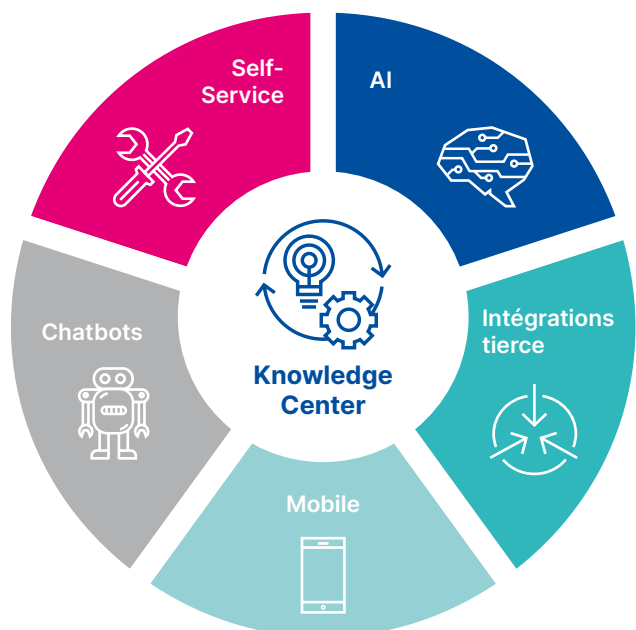 Self-
Service
AI
Chatbots
Intégrations
tierce
Knowledge
Center
Mobile